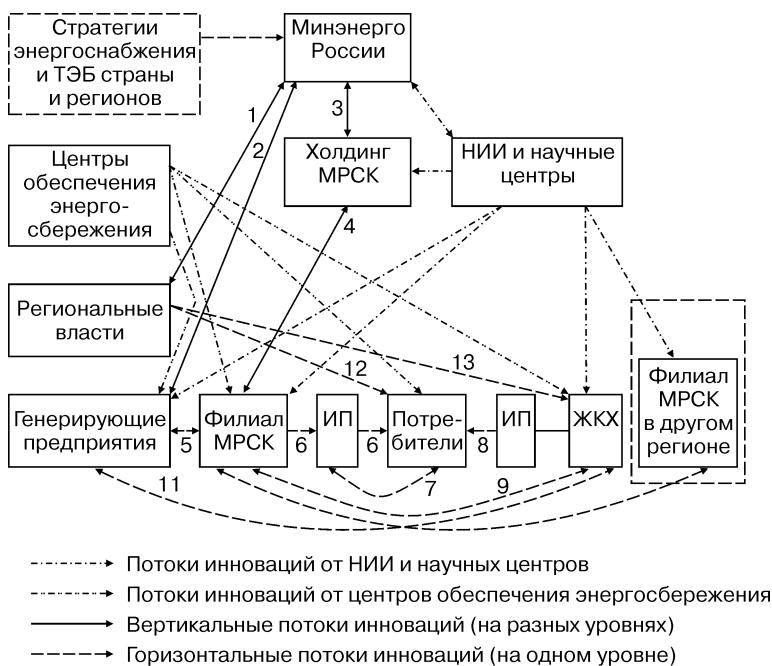 Стратегии
энергоснабжения
и ТЭБ страны
и регионов
Минэнерго
России
1
2
3
Центры
обеспечения
энерго-
сбережения
Холдинг
МРСК
НИИ и научные
центры
4
Региональные
власти
12
13
Генерирующие
предприятия
5
Филиал
МРСК
6
ИП
6
Потре-
бители
8
ИП
ЖКХ
Филиал
МРСК
в другом
регионе
11
7
9
Потоки инноваций от НИИ и научных центров
Потоки инноваций от центров обеспечения энергосбережения
Вертикальные потоки инноваций (на разных уровнях)
Горизонтальные потоки инноваций (на одном уровне)